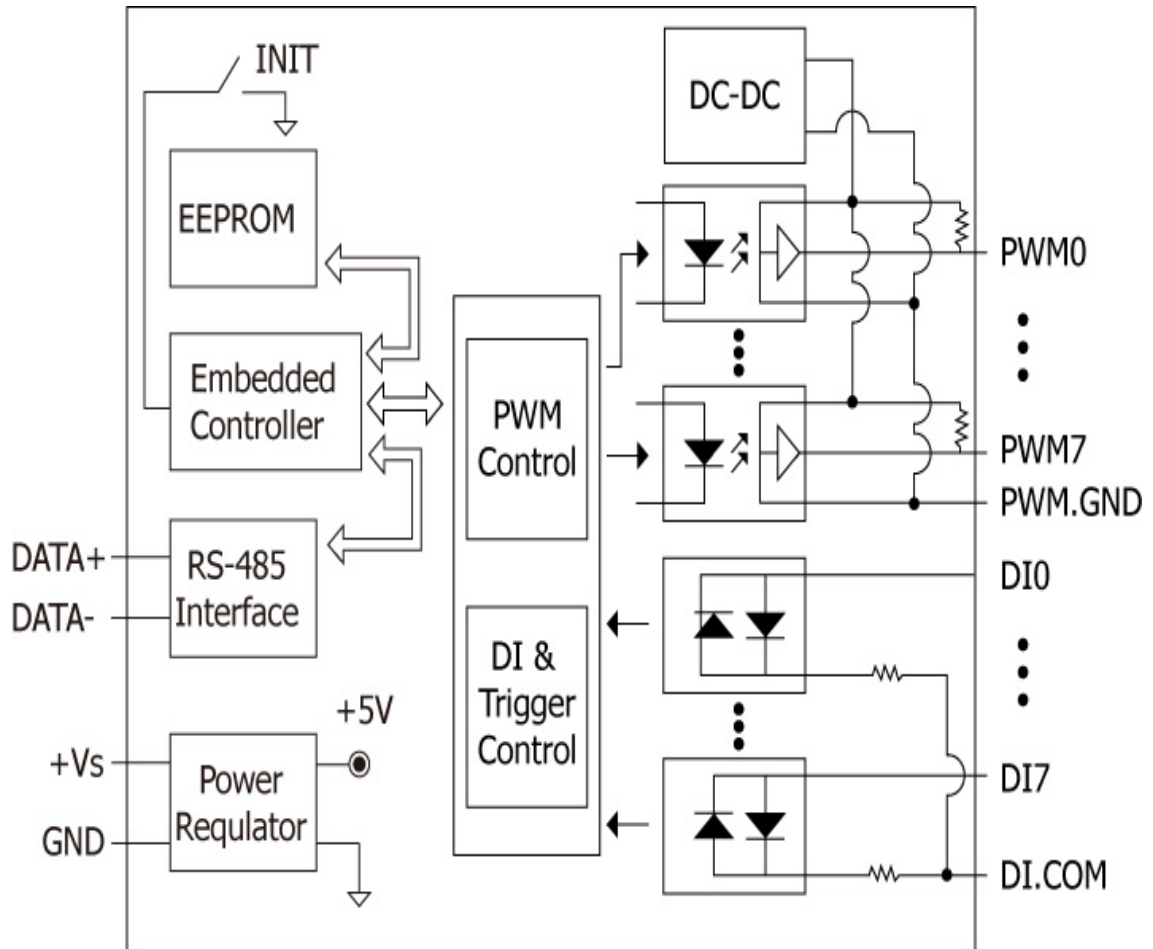 INIT
EEPROM
Embedded
Controller
DATA+
DATA-
RS-485
Interface
+5V
+Vs
GND
Power
Requlator
PWM
Control
DI &
Trigger
Control
DC-DC
PWM0
PWM7
PWM.GND
DI0
DI7
DI.COM